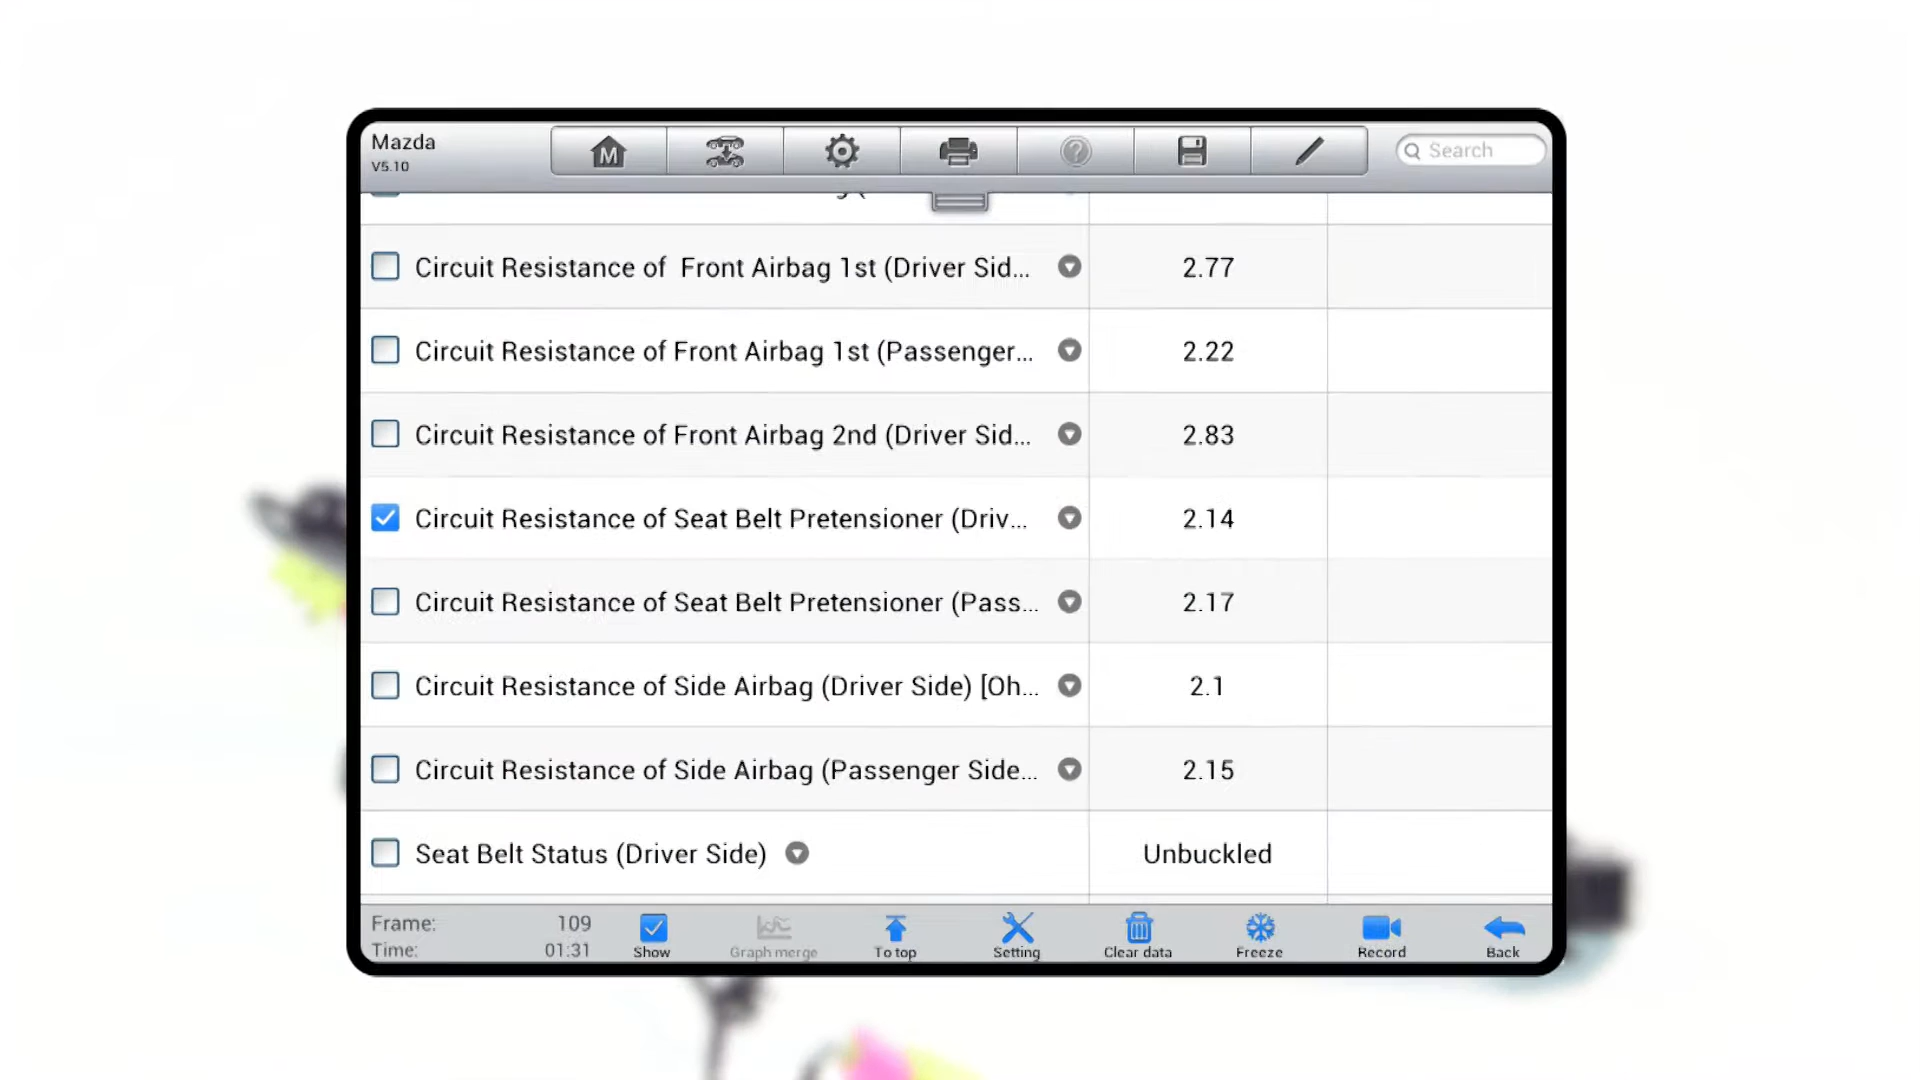 Mazda
V5.10
M
?
Search
Circuit Resistance of  Front Airbag 1st (Driver Sid... 2.77
Circuit Resistance of Front Airbag 1st (Passenger... 2.22
Circuit Resistance of Front Airbag 2nd (Driver Sid... 2.83
Circuit Resistance of Seat Belt Pretensioner (Driv... 2.14
Circuit Resistance of Seat Belt Pretensioner (Pass... 2.17
Circuit Resistance of Side Airbag (Driver Side) [Oh... 2.1
Circuit Resistance of Side Airbag (Passenger Side... 2.15
Seat Belt Status (Driver Side) Unbuckled
Frame: 109
Time: 01:31
Show
Graph merge
To top
Setting
Clear data
Freeze
Record
Back